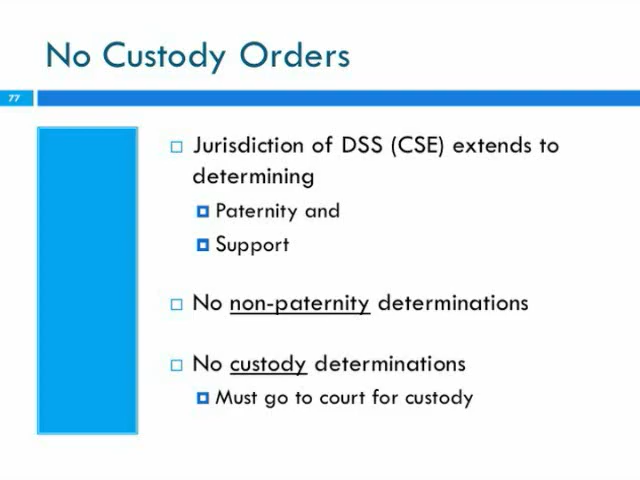 No Custody Orders
77
Jurisdiction of DSS (CSE) extends to
determining
Paternity and
Support
No non-paternity determinations
No custody determinations
Must go to court for custody